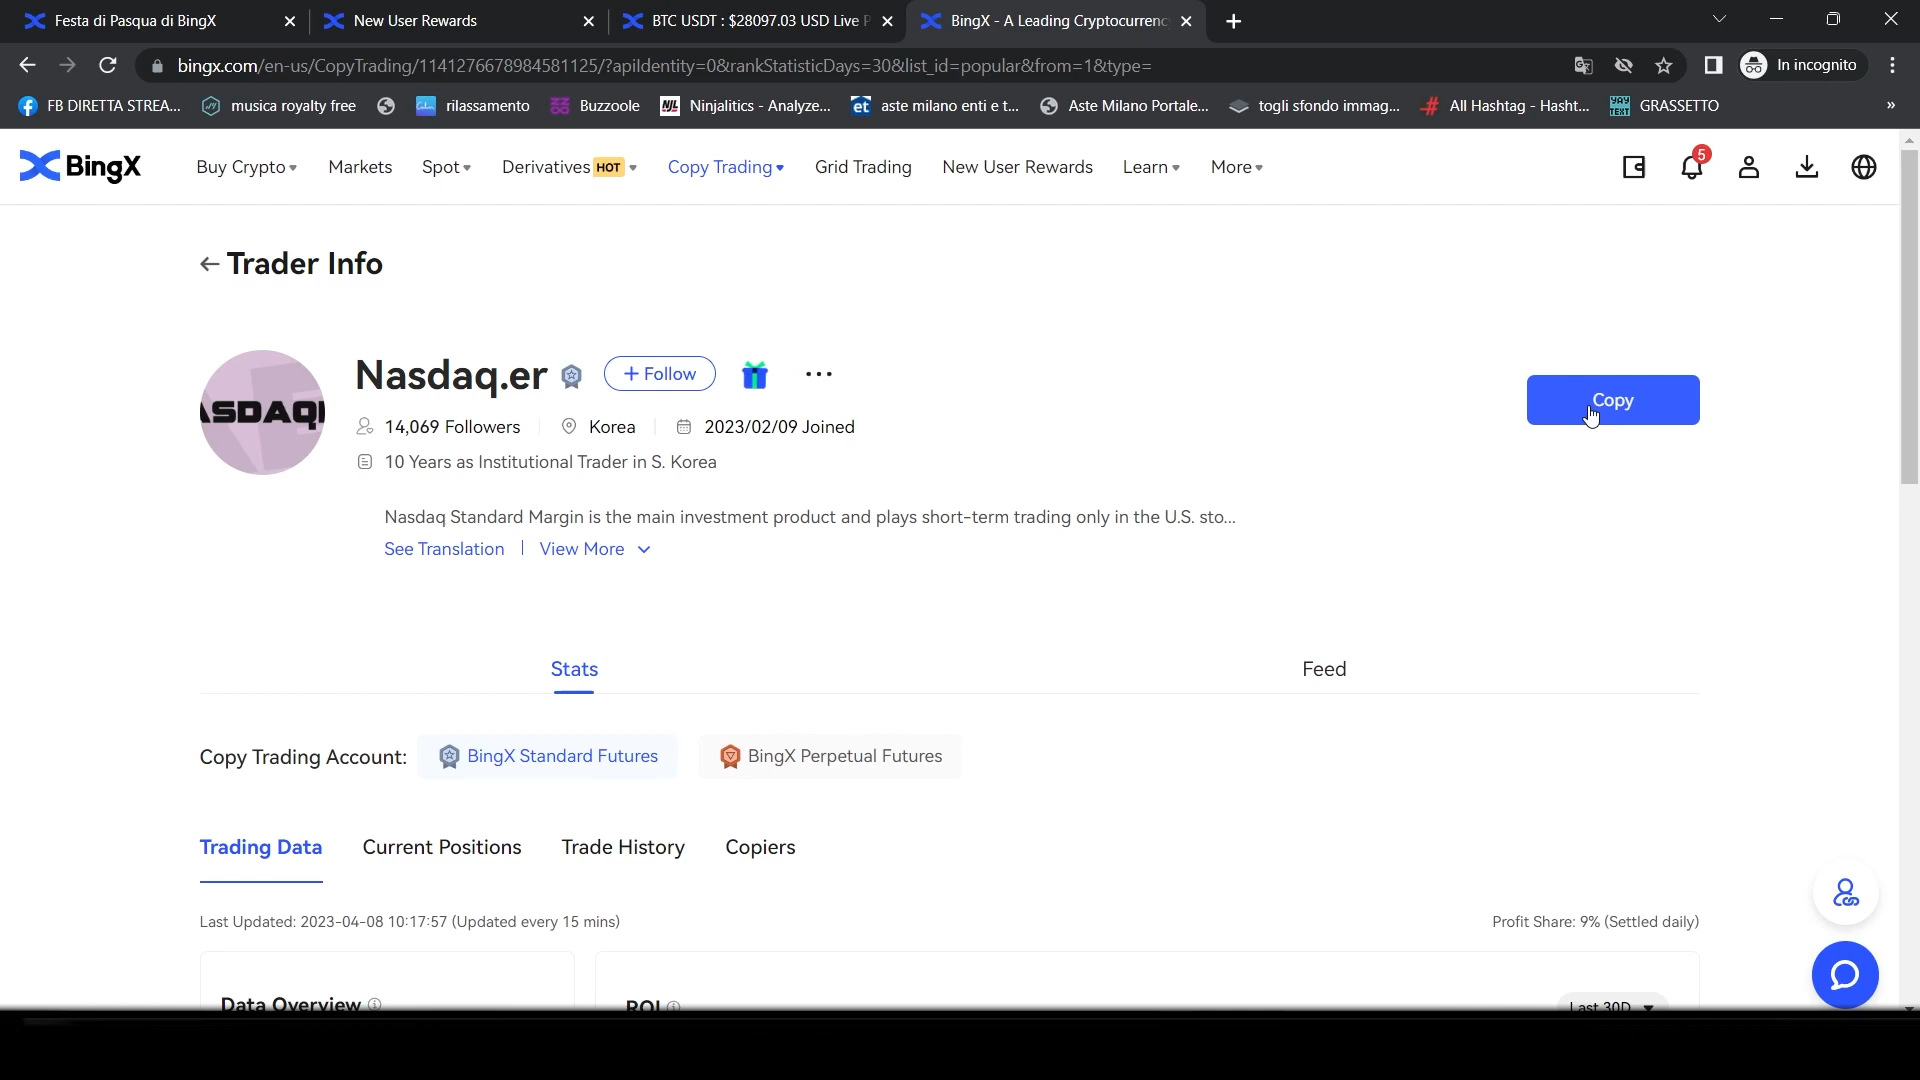 Festa di Pasqua di BingX
New User Rewards
BTC USDT : $28097.03 USD Live P
BingX - A Leading Cryptocurrenc
bingx.com/en-us/CopyTrading/1141276678984581125/?apiIdentity=0&rankStatisticDays=30&list_id=popular&from=1&type=
In incognito
FB DIRETTA STREA... musica royalty free rilassamento Buzzoole Ninjalitics - Analyze... aste milano enti e t... Aste Milano Portale... togli sfondo immag... All Hashtag - Hasht... GRASSETTO »
BingX Buy Crypto Markets Spot Derivatives HOT Copy Trading Grid Trading New User Rewards Learn More 5
← Trader Info
Nasdaq.er + Follow ...
ASDAQ
Copy
14,069 Followers Korea 2023/02/09 Joined
10 Years as Institutional Trader in S. Korea
Nasdaq Standard Margin is the main investment product and plays short-term trading only in the U.S. sto...
See Translation | View More
Stats Feed
Copy Trading Account: BingX Standard Futures BingX Perpetual Futures
Trading Data Current Positions Trade History Copiers
Last Updated: 2023-04-08 10:17:57 (Updated every 15 mins) Profit Share: 9% (Settled daily)
Data Overview ROI Last 30D